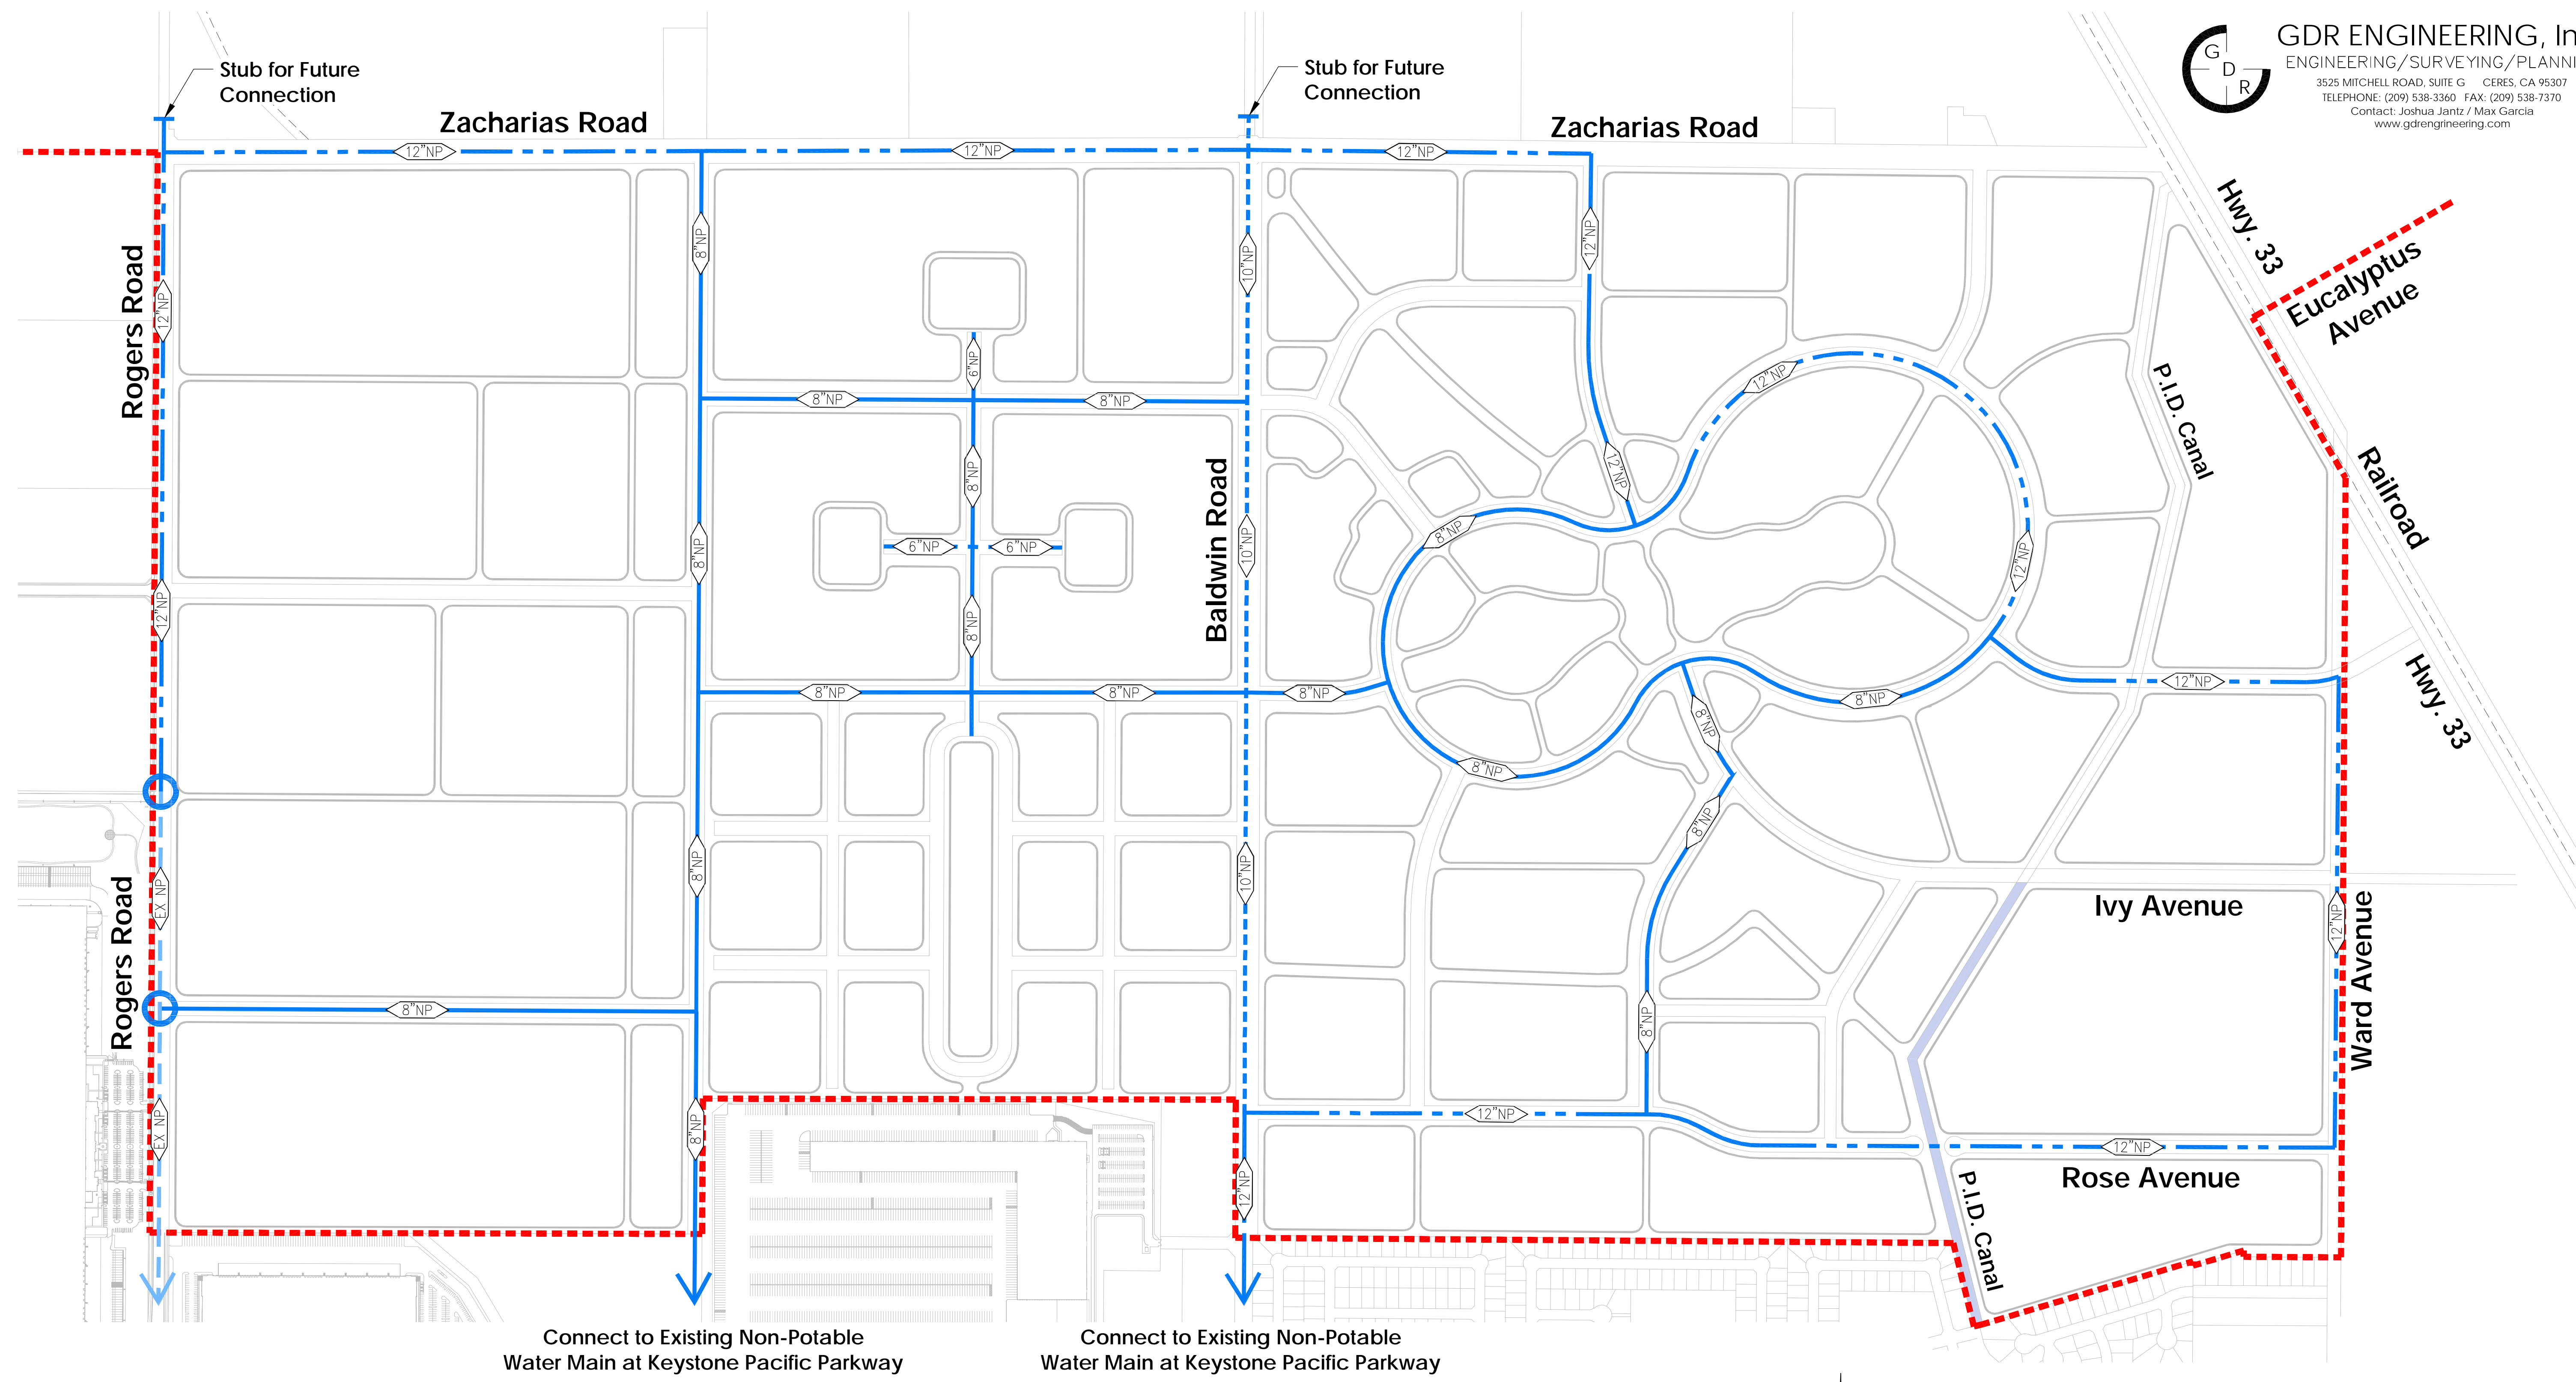 GDR ENGINEERING, In
ENGINEERING/SURVEYING/PLANNI
3525 MITCHELL ROAD, SUITE G CERES, CA 95307
TELEPHONE: (209) 538-3360 FAX: (209) 538-7370
Contact: Joshua Jantz / Max Garcia
www.gdrengrineering.com
G
D
R
Stub for Future
Connection
Stub for Future
Connection
Zacharias Road
Zacharias Road
12"NP
12"NP
12"NP
Hwy. 33
Eucalyptus
Avenue
Rogers Road
12"NP
8"NP
10"NP
12"NP
6"NP
8"NP
8"NP
12"NP
P.I.D. Canal
Railroad
8"NP
12"NP
Baldwin Road
8"NP
6"NP
6"NP
10"NP
8"NP
12"NP
12"NP
8"NP
8"NP
8"NP
8"NP
8"NP
12"NP
Hwy. 33
8"NP
8"NP
8"NP
Rogers Road
EX NP
8"NP
10"NP
Ivy Avenue
12"NP
Ward Avenue
8"NP
8"NP
EX NP
8"NP
12"NP
12"NP
12"NP
Rose Avenue
P.I.D. Canal
Connect to Existing Non-Potable
Water Main at Keystone Pacific Parkway
Connect to Existing Non-Potable
Water Main at Keystone Pacific Parkway